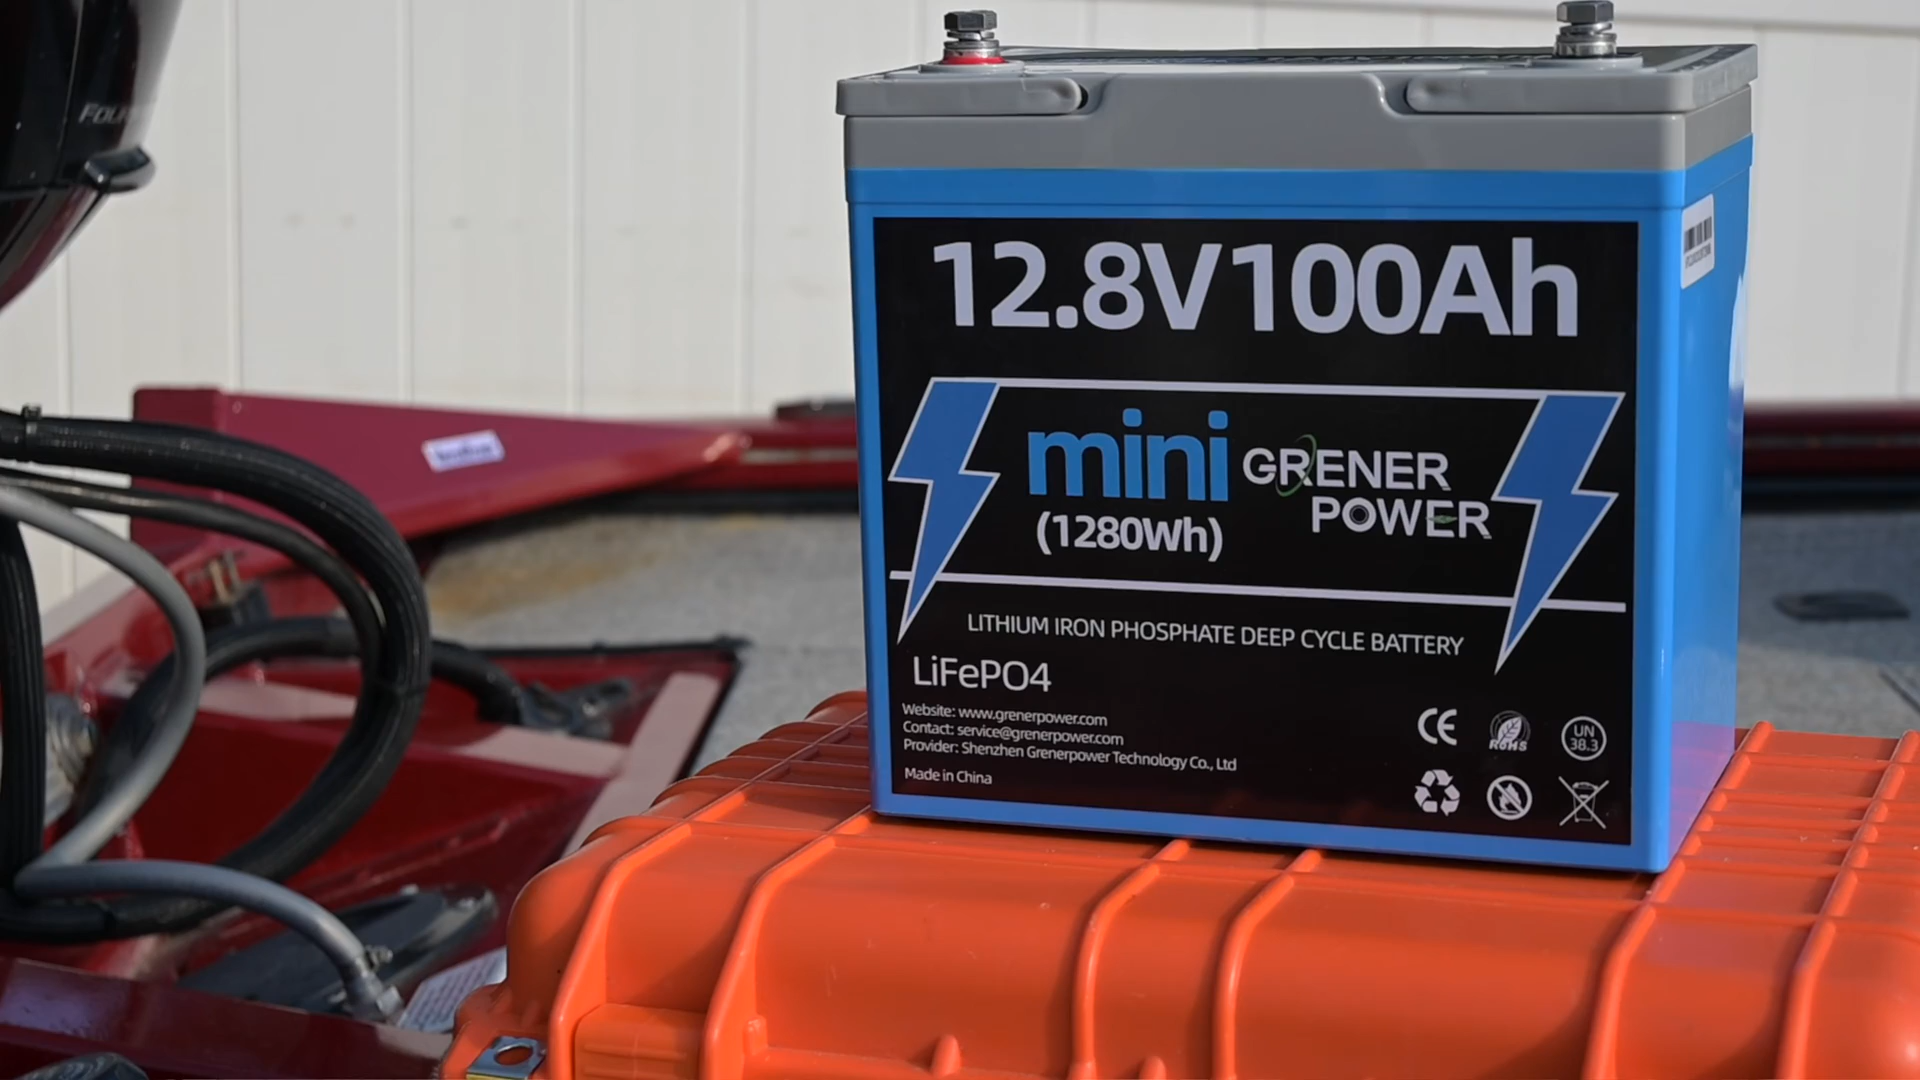 12.8V100Ah
mini GRENER
POWER
(1280Wh)
LITHIUM IRON PHOSPHATE DEEP CYCLE BATTERY
LiFePO4
Website: www.grenerpower.com
Contact: service@grenerpower.com
Provider: Shenzhen Grenerpower Technology Co., Ltd
Made in China
CE
RoHS
UN
38.3